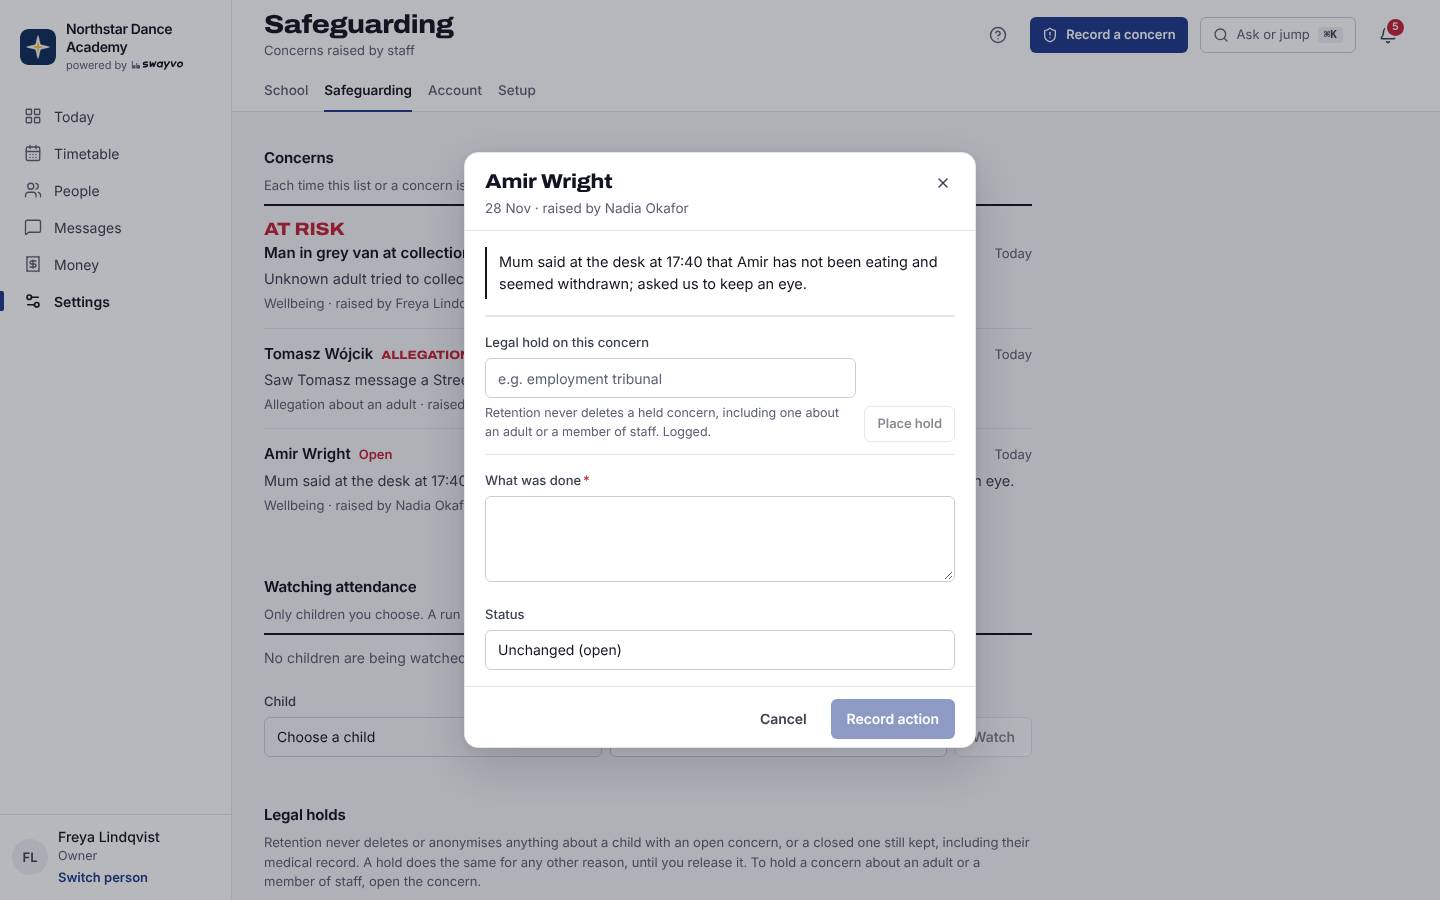 Northstar Dance
Academy
powered by swayvo
Today
Timetable
People
Messages
Money
Settings
FL
Freya Lindqvist
Owner
Switch person
Safeguarding
Concerns raised by staff
Record a concern
Ask or jump
⌘K
5
School
Safeguarding
Account
Setup
Concerns
Each time this list or a concern is
AT RISK
Man in grey van at collection
Today
Unknown adult tried to collec
Wellbeing · raised by Freya Lindq
Tomasz Wójcik ALLEGATION
Today
Saw Tomasz message a Stree
Allegation about an adult · raised
Amir Wright Open
Today
Mum said at the desk at 17:40
eye.
Wellbeing · raised by Nadia Okaf
Watching attendance
Only children you choose. A run
No children are being watched
Child
Choose a child
Watch
Legal holds
Retention never deletes or anonymises anything about a child with an open concern, or a closed one still kept, including their
medical record. A hold does the same for any other reason, until you release it. To hold a concern about an adult or a
member of staff, open the concern.
Amir Wright
28 Nov · raised by Nadia Okafor
Mum said at the desk at 17:40 that Amir has not been eating and
seemed withdrawn; asked us to keep an eye.
Legal hold on this concern
e.g. employment tribunal
Retention never deletes a held concern, including one about
an adult or a member of staff. Logged.
Place hold
What was done *
Status
Unchanged (open)
Cancel
Record action